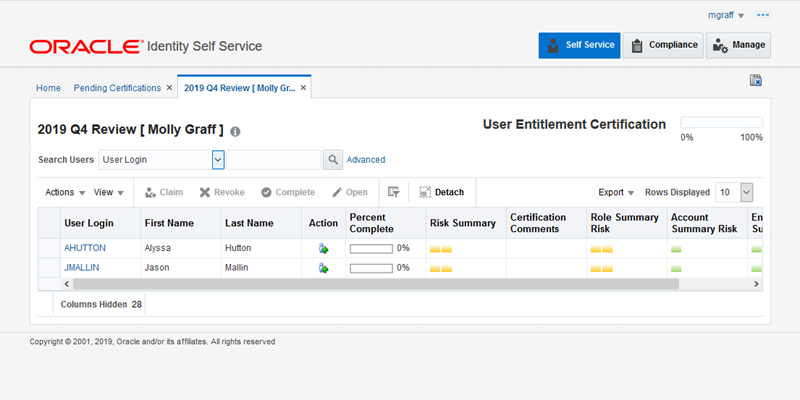 mgraff
ORACLE Identity Self Service
Self Service Compliance Manage
Home Pending Certifications 2019 Q4 Review [ Molly Gr...
2019 Q4 Review [ Molly Graff ] User Entitlement Certification
0% 100%
Search Users User Login Advanced
Actions View Claim Revoke Complete Open Detach Export Rows Displayed 10
User Login First Name Last Name Action Percent Complete Risk Summary Certification Comments Role Summary Risk Account Summary Risk
AHUTTON Alyssa Hutton 0%
JMALLIN Jason Mallin 0%
Columns Hidden 28
Copyright © 2001, 2019, Oracle and/or its affiliates. All rights reserved